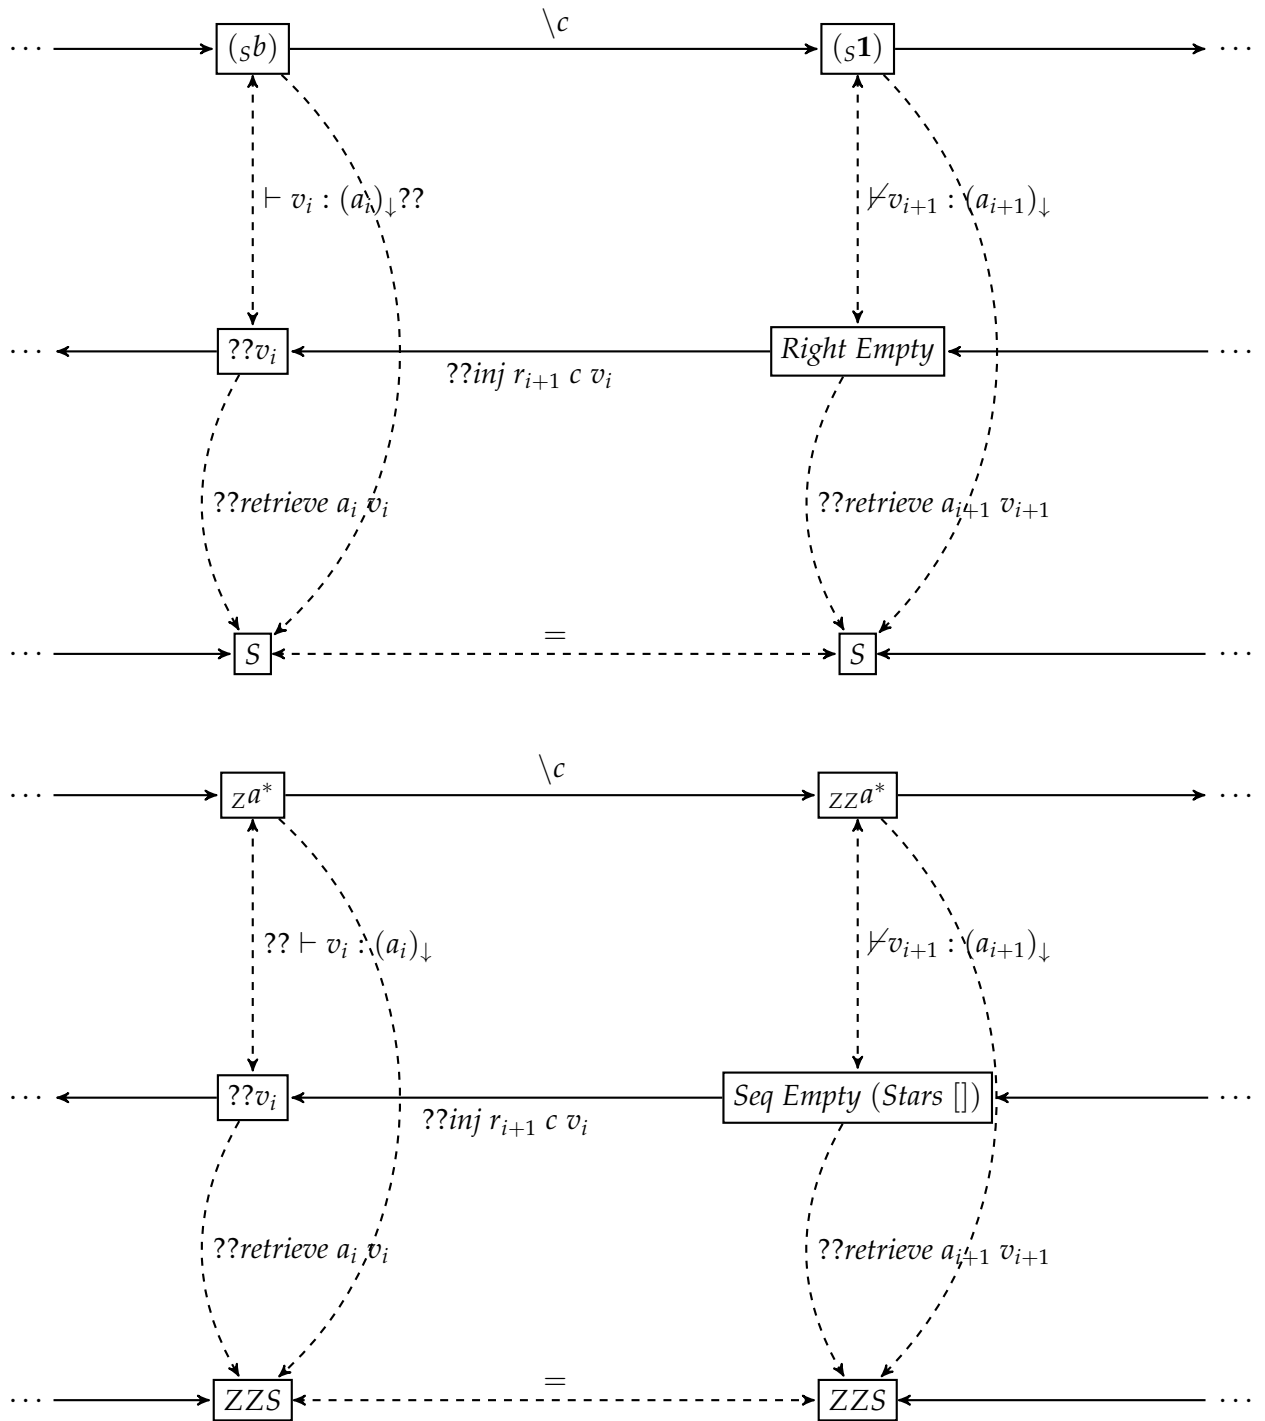 ··· (_S b) \c (_S **1**) ···
⊢ v_i : (a_i)_↓?? ⊬ v_{i+1} : (a_{i+1})_↓
··· ??v_i Right Empty ···
??inj r_{i+1} c v_i
??retrieve a_i v_i ??retrieve a_{i+1} v_{i+1}
=
··· S S ···
\c
··· _Z a* _{ZZ} a* ···
?? ⊢ v_i : (a_i)_↓ ⊬ v_{i+1} : (a_{i+1})_↓
··· ??v_i Seq Empty (Stars []) ···
??inj r_{i+1} c v_i
??retrieve a_i v_i ??retrieve a_{i+1} v_{i+1}
=
··· ZZS ZZS ···